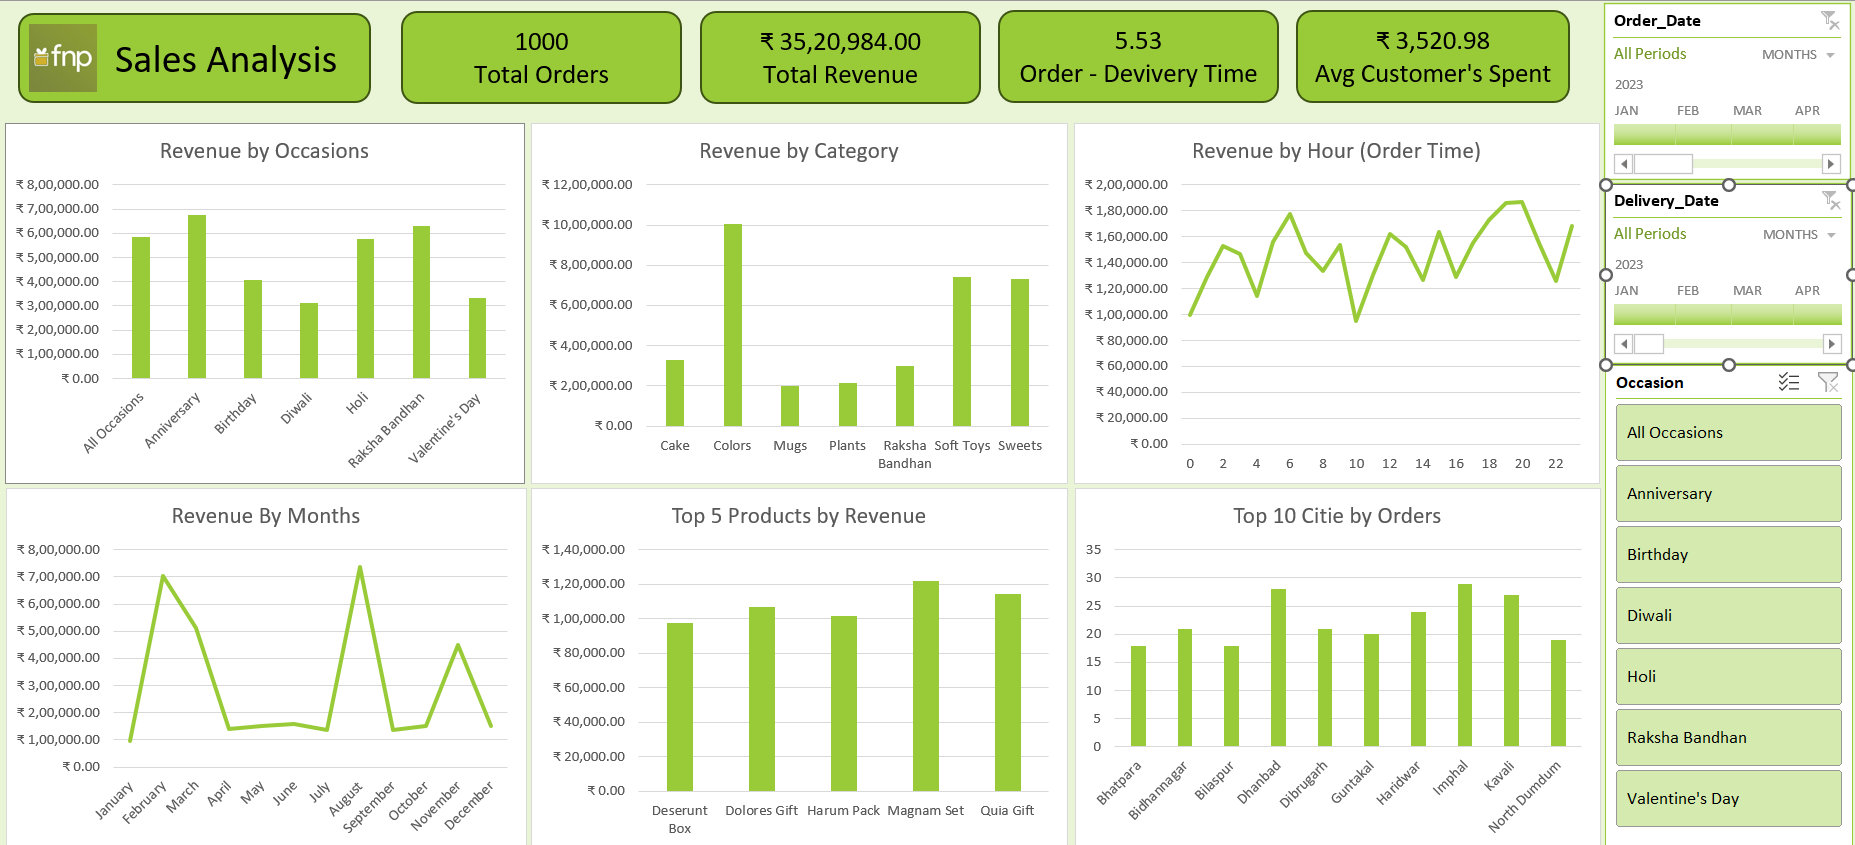 fnp
Sales Analysis
1000
Total Orders
₹ 35,20,984.00
Total Revenue
5.53
Order - Devivery Time
₹ 3,520.98
Avg Customer's Spent
Revenue by Occasions
₹ 8,00,000.00
₹ 7,00,000.00
₹ 6,00,000.00
₹ 5,00,000.00
₹ 4,00,000.00
₹ 3,00,000.00
₹ 2,00,000.00
₹ 1,00,000.00
₹ 0.00
All Occasions
Anniversary
Birthday
Diwali
Holi
Raksha Bandhan
Valentine's Day
Revenue by Category
₹ 12,00,000.00
₹ 10,00,000.00
₹ 8,00,000.00
₹ 6,00,000.00
₹ 4,00,000.00
₹ 2,00,000.00
₹ 0.00
Cake
Colors
Mugs
Plants
Raksha
Bandhan
Soft Toys
Sweets
Revenue by Hour (Order Time)
₹ 2,00,000.00
₹ 1,80,000.00
₹ 1,60,000.00
₹ 1,40,000.00
₹ 1,20,000.00
₹ 1,00,000.00
₹ 80,000.00
₹ 60,000.00
₹ 40,000.00
₹ 20,000.00
₹ 0.00
0 2 4 6 8 10 12 14 16 18 20 22
Revenue By Months
₹ 8,00,000.00
₹ 7,00,000.00
₹ 6,00,000.00
₹ 5,00,000.00
₹ 4,00,000.00
₹ 3,00,000.00
₹ 2,00,000.00
₹ 1,00,000.00
₹ 0.00
January
February
March
April
May
June
July
August
September
October
November
December
Top 5 Products by Revenue
₹ 1,40,000.00
₹ 1,20,000.00
₹ 1,00,000.00
₹ 80,000.00
₹ 60,000.00
₹ 40,000.00
₹ 20,000.00
₹ 0.00
Deserunt
Box
Dolores Gift
Harum Pack
Magnam Set
Quia Gift
Top 10 Citie by Orders
35
30
25
20
15
10
5
0
Bhatpara
Bidhannagar
Bilaspur
Dhanbad
Dibrugarh
Guntakal
Haridwar
Imphal
Kavali
North Dumdum
Order_Date
All Periods MONTHS
2023
JAN FEB MAR APR
Delivery_Date
All Periods MONTHS
2023
JAN FEB MAR APR
Occasion
All Occasions
Anniversary
Birthday
Diwali
Holi
Raksha Bandhan
Valentine's Day